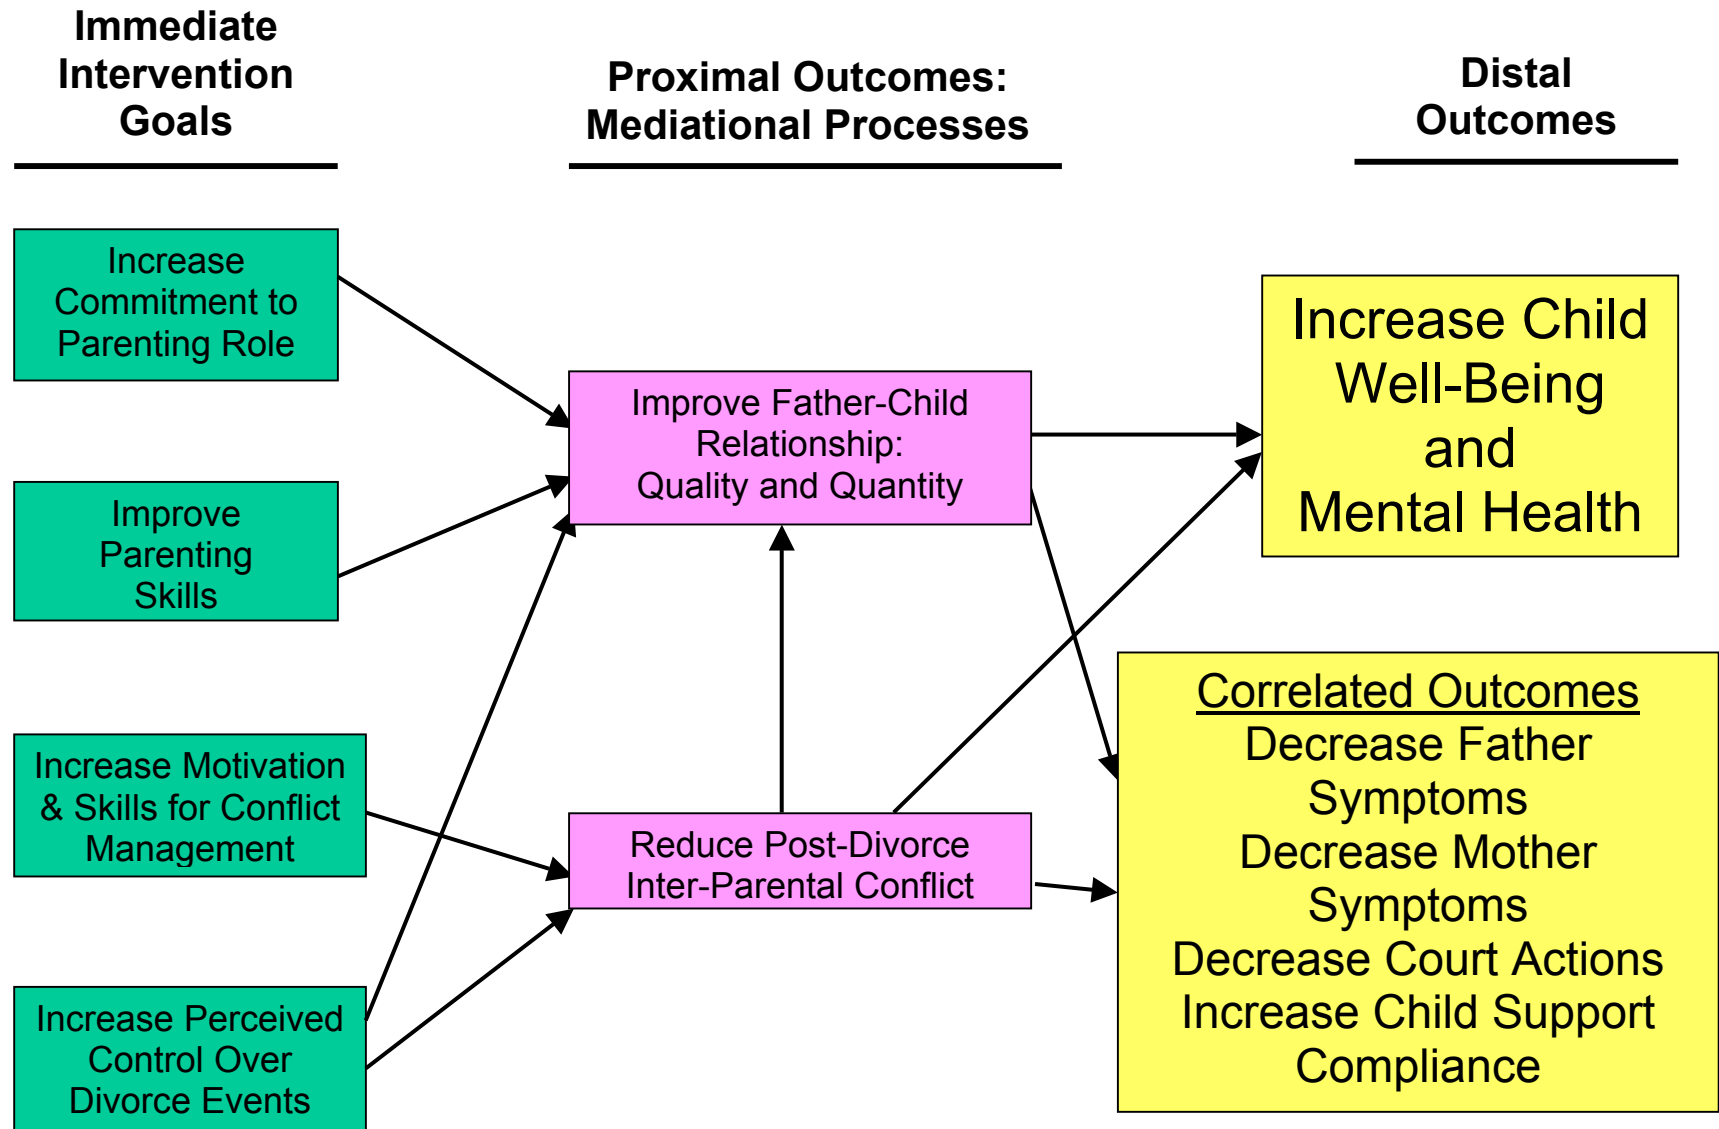 Immediate
Intervention
Goals
Proximal Outcomes:
Mediational Processes
Distal
Outcomes
Increase
Commitment to
Parenting Role
Improve
Parenting
Skills
Increase Motivation
& Skills for Conflict
Management
Increase Perceived
Control Over
Divorce Events
Improve Father-Child
Relationship:
Quality and Quantity
Reduce Post-Divorce
Inter-Parental Conflict
Increase Child
Well-Being
and
Mental Health
Correlated Outcomes
Decrease Father
Symptoms
Decrease Mother
Symptoms
Decrease Court Actions
Increase Child Support
Compliance